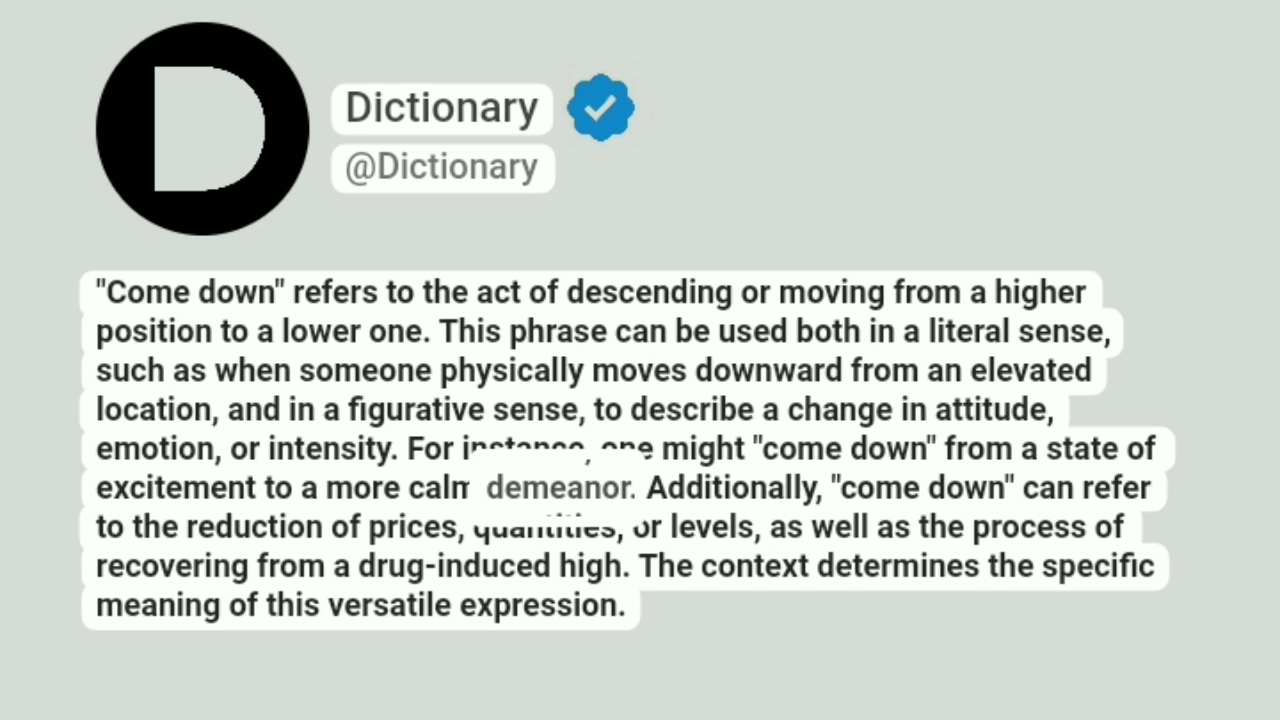 D
Dictionary
@Dictionary
"Come down" refers to the act of descending or moving from a higher
position to a lower one. This phrase can be used both in a literal sense,
such as when someone physically moves downward from an elevated
location, and in a figurative sense, to describe a change in attitude,
emotion, or intensity. For instance, one might "come down" from a state of
excitement to a more calm demeanor. Additionally, "come down" can refer
to the reduction of prices, quantities, or levels, as well as the process of
recovering from a drug-induced high. The context determines the specific
meaning of this versatile expression.